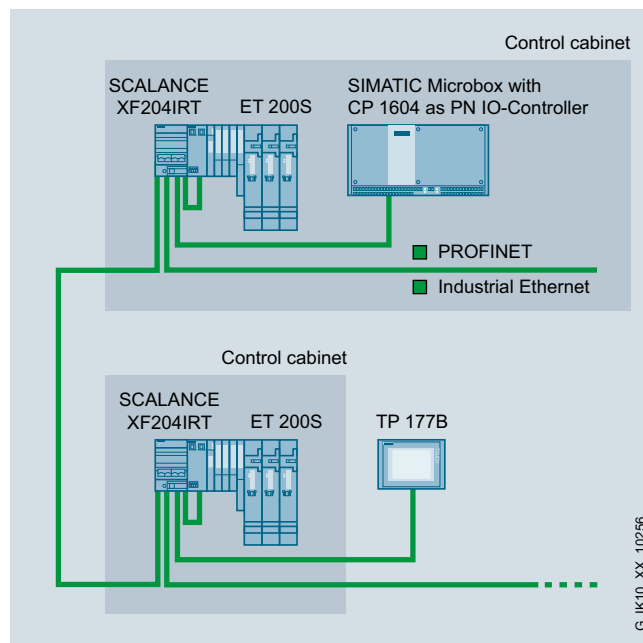 Control cabinet
SCALANCE
XF204IRT
ET 200S
SIMATIC Microbox with
CP 1604 as PN IO-Controller
PROFINET
Industrial Ethernet
Control cabinet
SCALANCE
XF204IRT
ET 200S
TP 177B
G_IK10_XX_10256